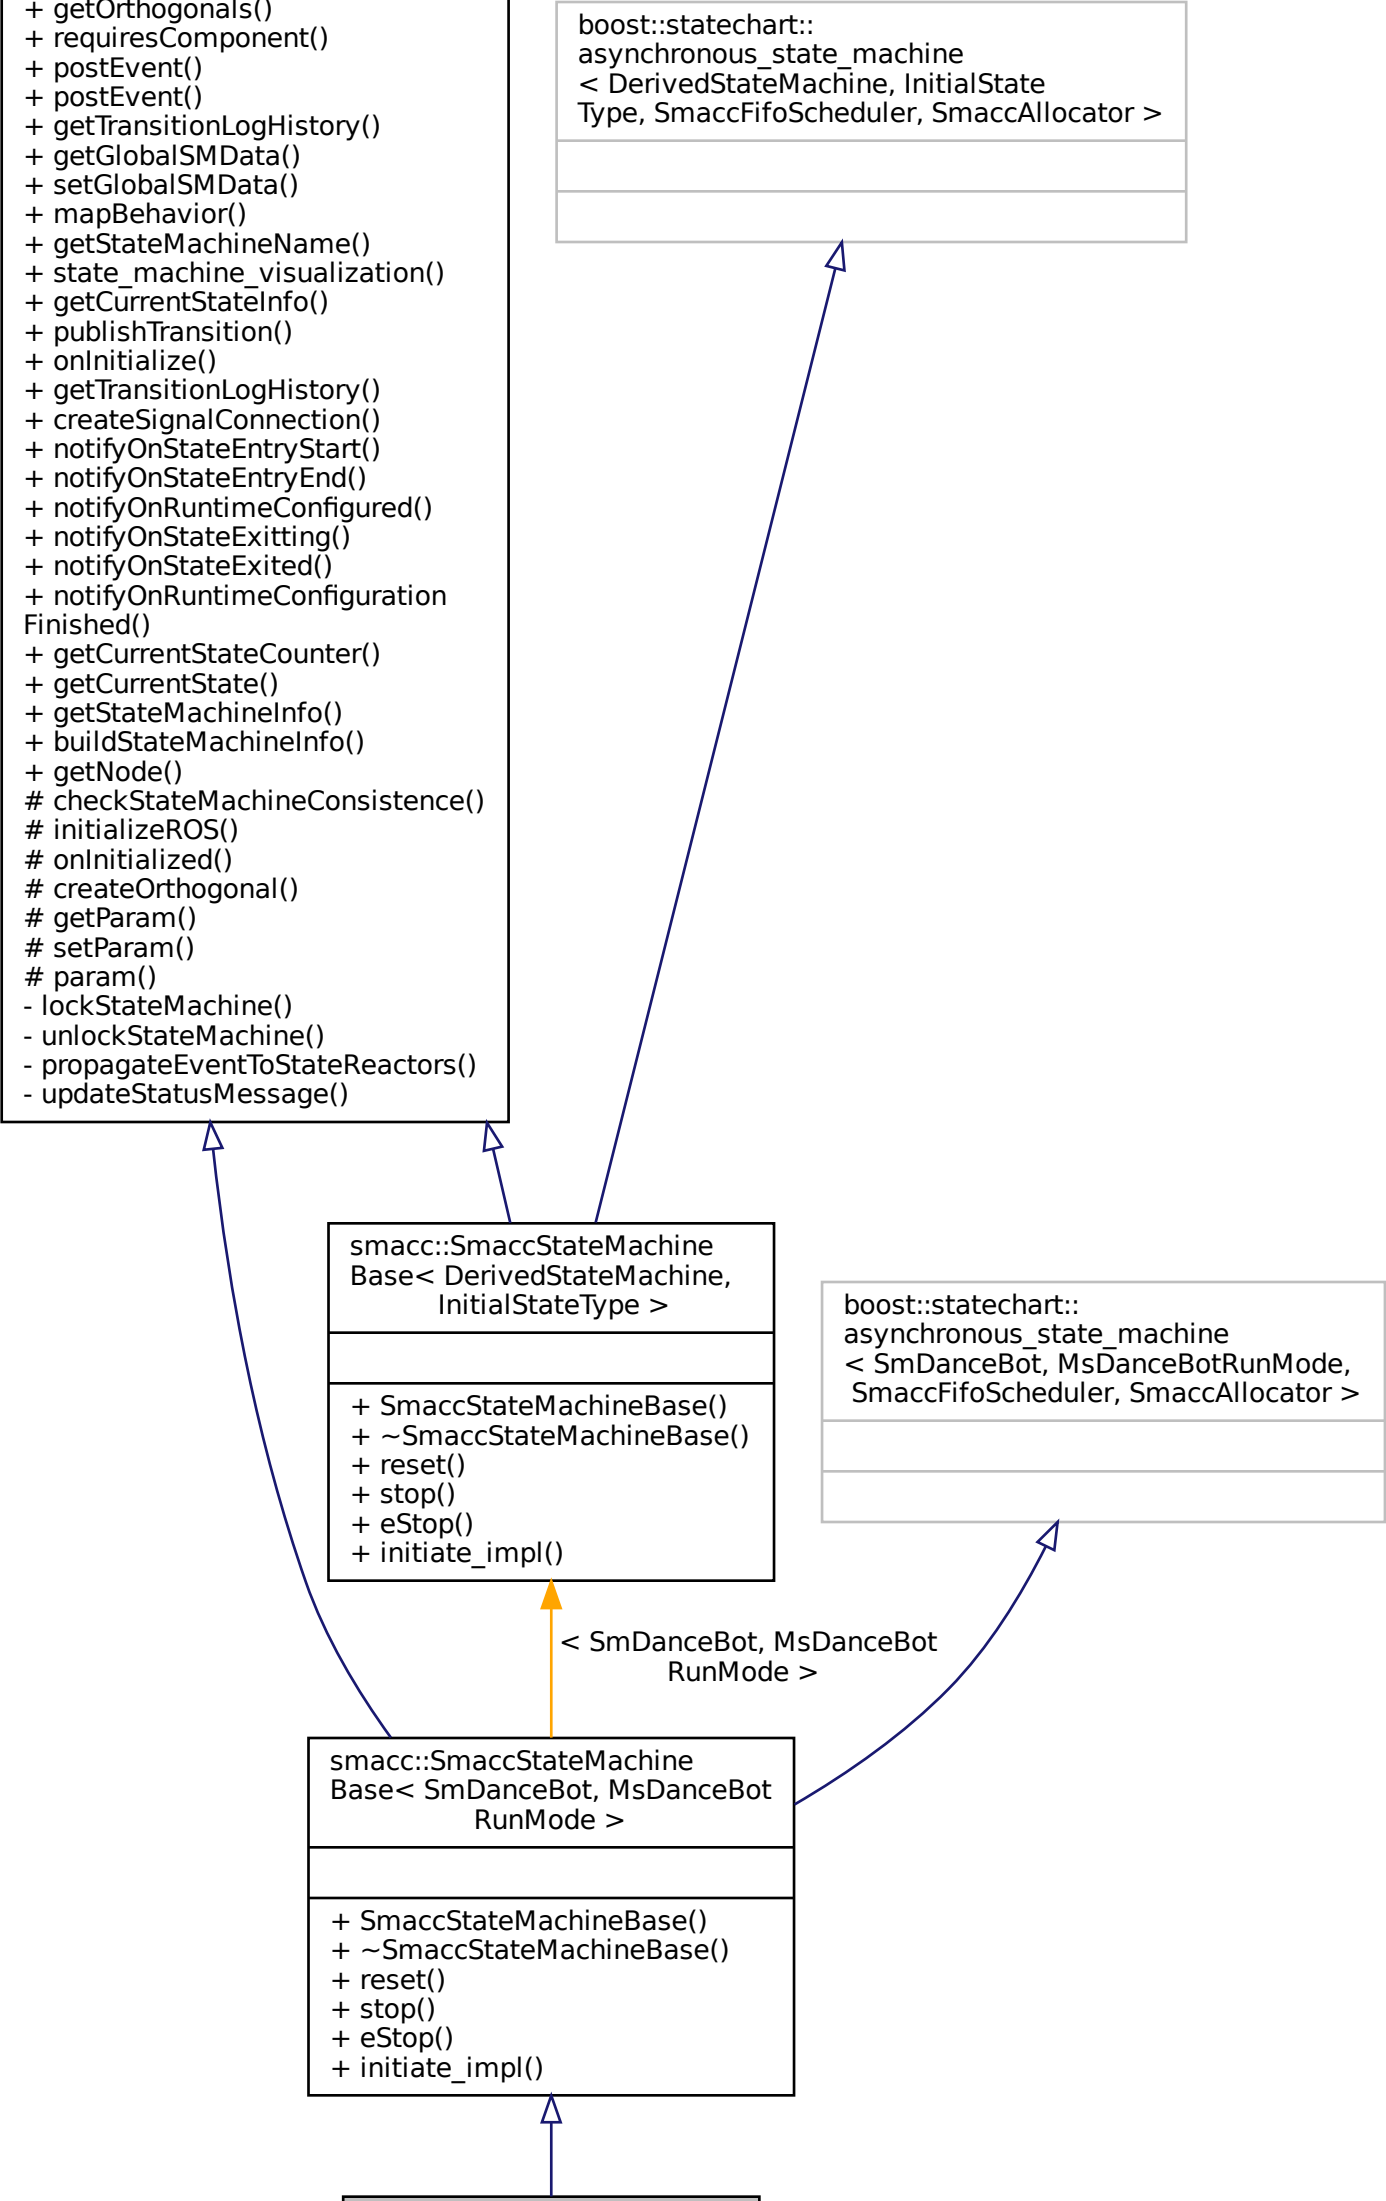 + getOrthogonals()
+ requiresComponent()
+ postEvent()
+ postEvent()
+ getTransitionLogHistory()
+ getGlobalSMData()
+ setGlobalSMData()
+ mapBehavior()
+ getStateMachineName()
+ state_machine_visualization()
+ getCurrentStateInfo()
+ publishTransition()
+ onInitialize()
+ getTransitionLogHistory()
+ createSignalConnection()
+ notifyOnStateEntryStart()
+ notifyOnStateEntryEnd()
+ notifyOnRuntimeConfigured()
+ notifyOnStateExitting()
+ notifyOnStateExited()
+ notifyOnRuntimeConfiguration
Finished()
+ getCurrentStateCounter()
+ getCurrentState()
+ getStateMachineInfo()
+ buildStateMachineInfo()
+ getNode()
# checkStateMachineConsistence()
# initializeROS()
# onInitialized()
# createOrthogonal()
# getParam()
# setParam()
# param()
- lockStateMachine()
- unlockStateMachine()
- propagateEventToStateReactors()
- updateStatusMessage()
boost::statechart::
asynchronous_state_machine
< DerivedStateMachine, InitialState
Type, SmaccFifoScheduler, SmaccAllocator >
smacc::SmaccStateMachine
Base< DerivedStateMachine,
InitialStateType >
+ SmaccStateMachineBase()
+ ~SmaccStateMachineBase()
+ reset()
+ stop()
+ eStop()
+ initiate_impl()
boost::statechart::
asynchronous_state_machine
< SmDanceBot, MsDanceBotRunMode,
SmaccFifoScheduler, SmaccAllocator >
< SmDanceBot, MsDanceBot
RunMode >
smacc::SmaccStateMachine
Base< SmDanceBot, MsDanceBot
RunMode >
+ SmaccStateMachineBase()
+ ~SmaccStateMachineBase()
+ reset()
+ stop()
+ eStop()
+ initiate_impl()